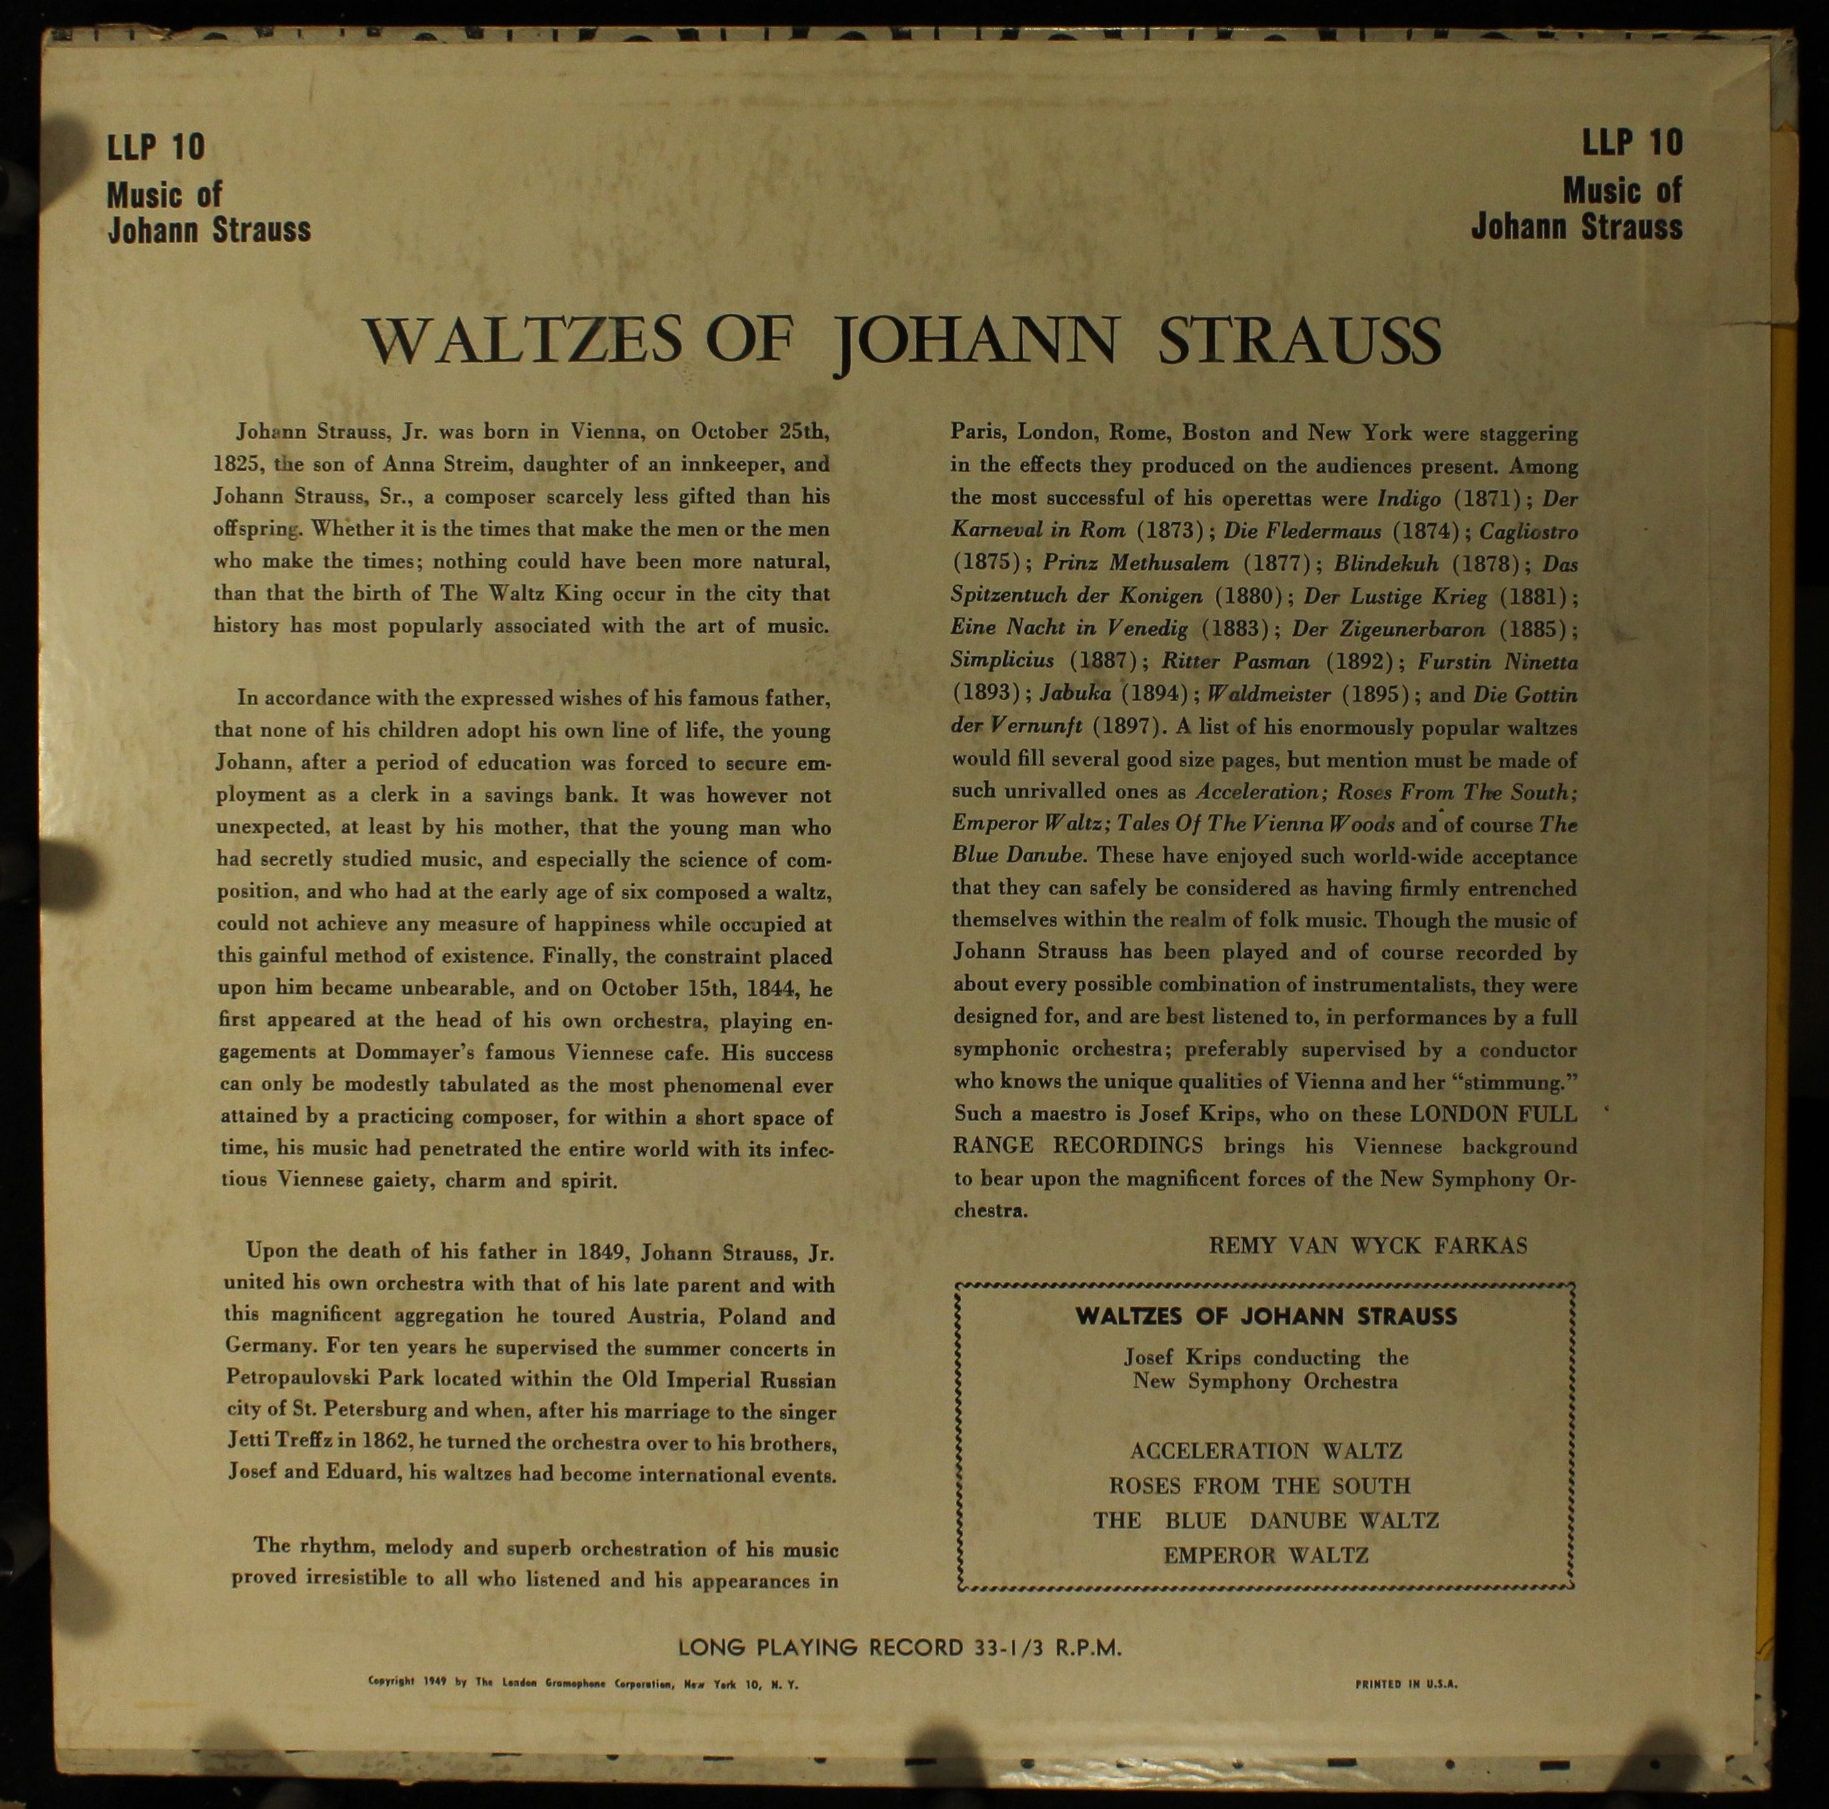 LLP 10
Music of
Johann Strauss
LLP 10
Music of
Johann Strauss
WALTZES OF JOHANN STRAUSS
Johann Strauss, Jr. was born in Vienna, on October 25th,
1825, the son of Anna Streim, daughter of an innkeeper, and
Johann Strauss, Sr., a composer scarcely less gifted than his
offspring. Whether it is the times that make the men or the men
who make the times; nothing could have been more natural,
than that the birth of The Waltz King occur in the city that
history has most popularly associated with the art of music.
In accordance with the expressed wishes of his famous father,
that none of his children adopt his own line of life, the young
Johann, after a period of education was forced to secure em-
ployment as a clerk in a savings bank. It was however not
unexpected, at least by his mother, that the young man who
had secretly studied music, and especially the science of com-
position, and who had at the early age of six composed a waltz,
could not achieve any measure of happiness while occupied at
this gainful method of existence. Finally, the constraint placed
upon him became unbearable, and on October 15th, 1844, he
first appeared at the head of his own orchestra, playing en-
gagements at Dommayer's famous Viennese cafe. His success
can only be modestly tabulated as the most phenomenal ever
attained by a practicing composer, for within a short space of
time, his music had penetrated the entire world with its infec-
tious Viennese gaiety, charm and spirit.
Upon the death of his father in 1849, Johann Strauss, Jr.
united his own orchestra with that of his late parent and with
this magnificent aggregation he toured Austria, Poland and
Germany. For ten years he supervised the summer concerts in
Petropaulovski Park located within the Old Imperial Russian
city of St. Petersburg and when, after his marriage to the singer
Jetti Treffz in 1862, he turned the orchestra over to his brothers,
Josef and Eduard, his waltzes had become international events.
The rhythm, melody and superb orchestration of his music
proved irresistible to all who listened and his appearances in
Paris, London, Rome, Boston and New York were staggering
in the effects they produced on the audiences present. Among
the most successful of his operettas were Indigo (1871); Der
Karneval in Rom (1873); Die Fledermaus (1874); Cagliostro
(1875); Prinz Methusalem (1877); Blindekuh (1878); Das
Spitzentuch der Konigen (1880); Der Lustige Krieg (1881);
Eine Nacht in Venedig (1883); Der Zigeunerbaron (1885);
Simplicius (1887); Ritter Pasman (1892); Furstin Ninetta
(1893); Jabuka (1894); Waldmeister (1895); and Die Gottin
der Vernunft (1897). A list of his enormously popular waltzes
would fill several good size pages, but mention must be made of
such unrivalled ones as Acceleration; Roses From The South;
Emperor Waltz; Tales Of The Vienna Woods and of course The
Blue Danube. These have enjoyed such world-wide acceptance
that they can safely be considered as having firmly entrenched
themselves within the realm of folk music. Though the music of
Johann Strauss has been played and of course recorded by
about every possible combination of instrumentalists, they were
designed for, and are best listened to, in performances by a full
symphonic orchestra; preferably supervised by a conductor
who knows the unique qualities of Vienna and her "stimmung."
Such a maestro is Josef Krips, who on these LONDON FULL
RANGE RECORDINGS brings his Viennese background
to bear upon the magnificent forces of the New Symphony Or-
chestra.
REMY VAN WYCK FARKAS
WALTZES OF JOHANN STRAUSS
Josef Krips conducting the
New Symphony Orchestra
ACCELERATION WALTZ
ROSES FROM THE SOUTH
THE BLUE DANUBE WALTZ
EMPEROR WALTZ
LONG PLAYING RECORD 33-1/3 R.P.M.
Copyright 1949 by The London Gramophone Corporation, New York 10, N. Y.
PRINTED IN U.S.A.